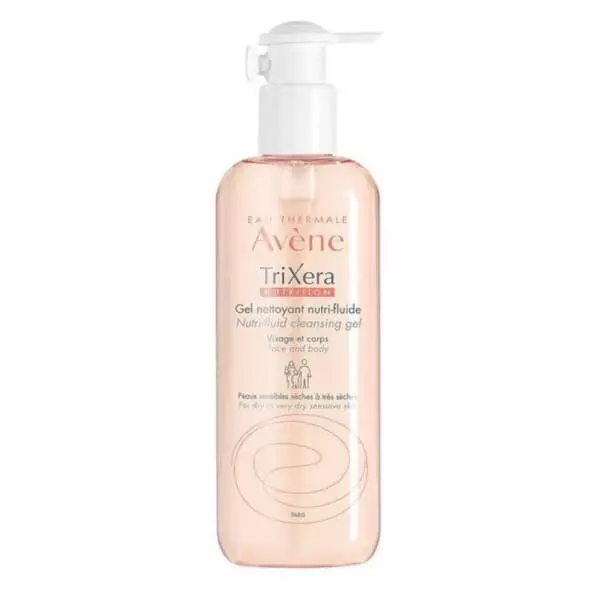 EAU THERMALE
Avène
TriXera
NUTRITION
Gel nettoyant nutri-fluide
Nutri-fluid cleansing gel
Visage et corps
Face and body
Peaux sensibles sèches à très sèches
For dry to very dry sensitive skin
PARIS